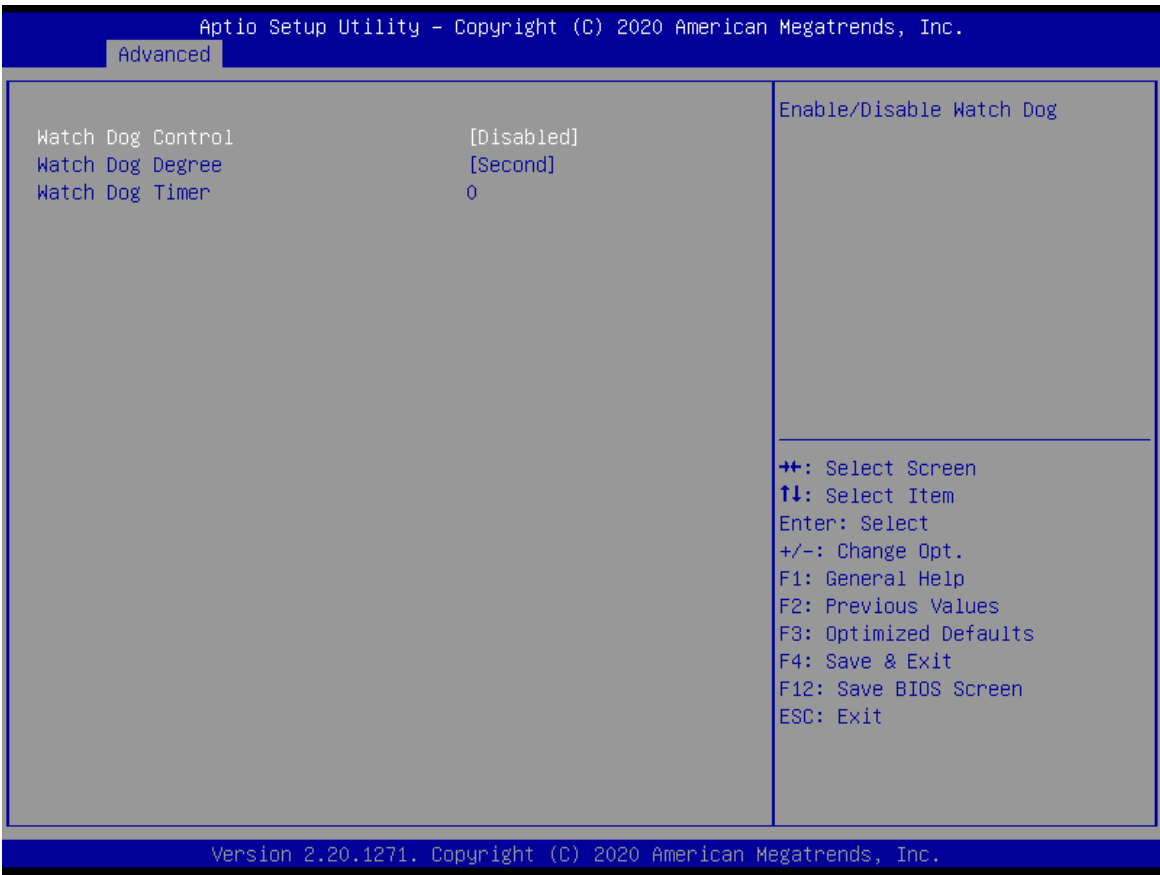 Aptio Setup Utility – Copyright (C) 2020 American Megatrends, Inc.
Advanced
Watch Dog Control [Disabled]
Watch Dog Degree [Second]
Watch Dog Timer 0
Enable/Disable Watch Dog
→←: Select Screen
↑↓: Select Item
Enter: Select
+/-: Change Opt.
F1: General Help
F2: Previous Values
F3: Optimized Defaults
F4: Save & Exit
F12: Save BIOS Screen
ESC: Exit
Version 2.20.1271. Copyright (C) 2020 American Megatrends, Inc.